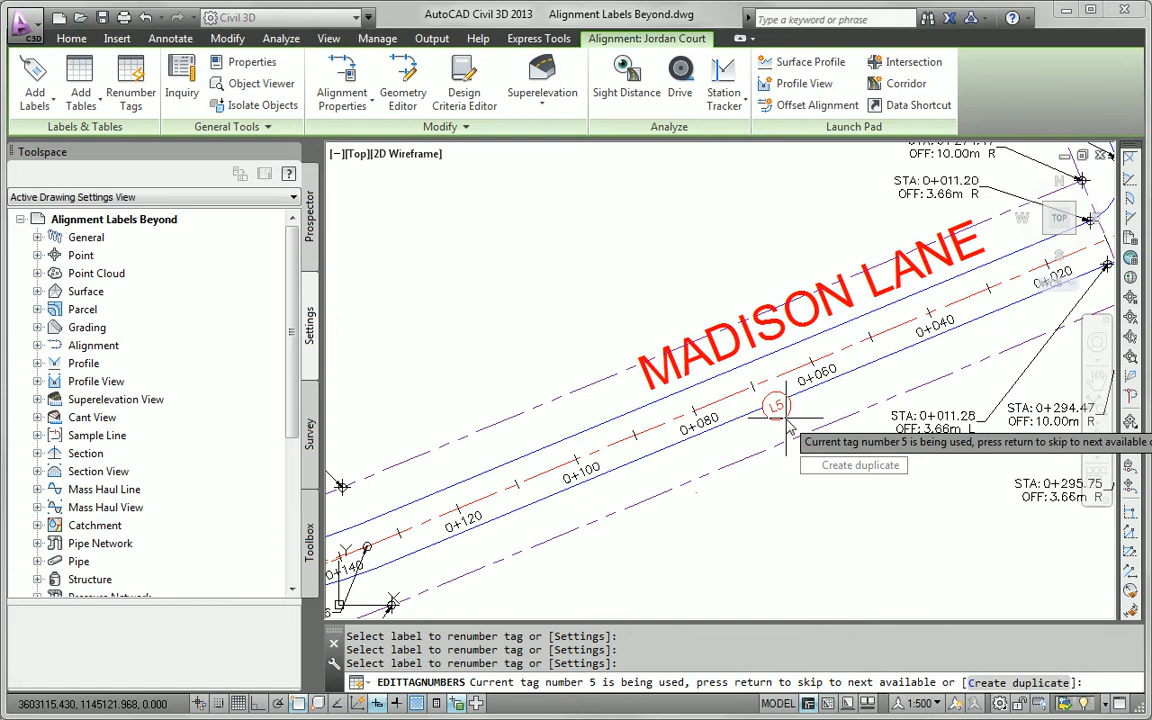 Civil 3D
AutoCAD Civil 3D 2013
Alignment Labels Beyond.dwg
Type a keyword or phrase
C3D
Home
Insert
Annotate
Modify
Analyze
View
Manage
Output
Help
Express Tools
Alignment: Jordan Court
Add
Labels
Add
Tables
Renumber
Tags
Labels & Tables
Inquiry
Properties
Object Viewer
Isolate Objects
General Tools
Alignment
Properties
Geometry
Editor
Design
Criteria Editor
Superelevation
Modify
Sight Distance
Drive
Station
Tracker
Analyze
Surface Profile
Profile View
Offset Alignment
Intersection
Corridor
Data Shortcut
Launch Pad
Toolspace
Active Drawing Settings View
Alignment Labels Beyond
General
Point
Point Cloud
Surface
Parcel
Grading
Alignment
Profile
Profile View
Superelevation View
Cant View
Sample Line
Section
Section View
Mass Haul Line
Mass Haul View
Catchment
Pipe Network
Pipe
Structure
Prospector
Settings
Survey
Toolbox
[−][Top][2D Wireframe]
OFF: 10.00m R
STA: 0+011.20
OFF: 3.66m R
N
W
TOP
E
S
MADISON LANE
0+020
0+040
0+060
L5
0+080
0+100
0+120
0+140
STA: 0+011.28
OFF: 3.66m L
0+294.47
OFF: 10.00m R
STA: 0+295.75
OFF: 3.66m R
Current tag number 5 is being used, press return to skip to next available
Create duplicate
Y
X
Select label to renumber tag or [Settings]:
Select label to renumber tag or [Settings]:
Select label to renumber tag or [Settings]:
EDITTAGNUMBERS Current tag number 5 is being used, press return to skip to next available or [Create duplicate]:
3603115.430, 1145121.968, 0.000
MODEL
1:500